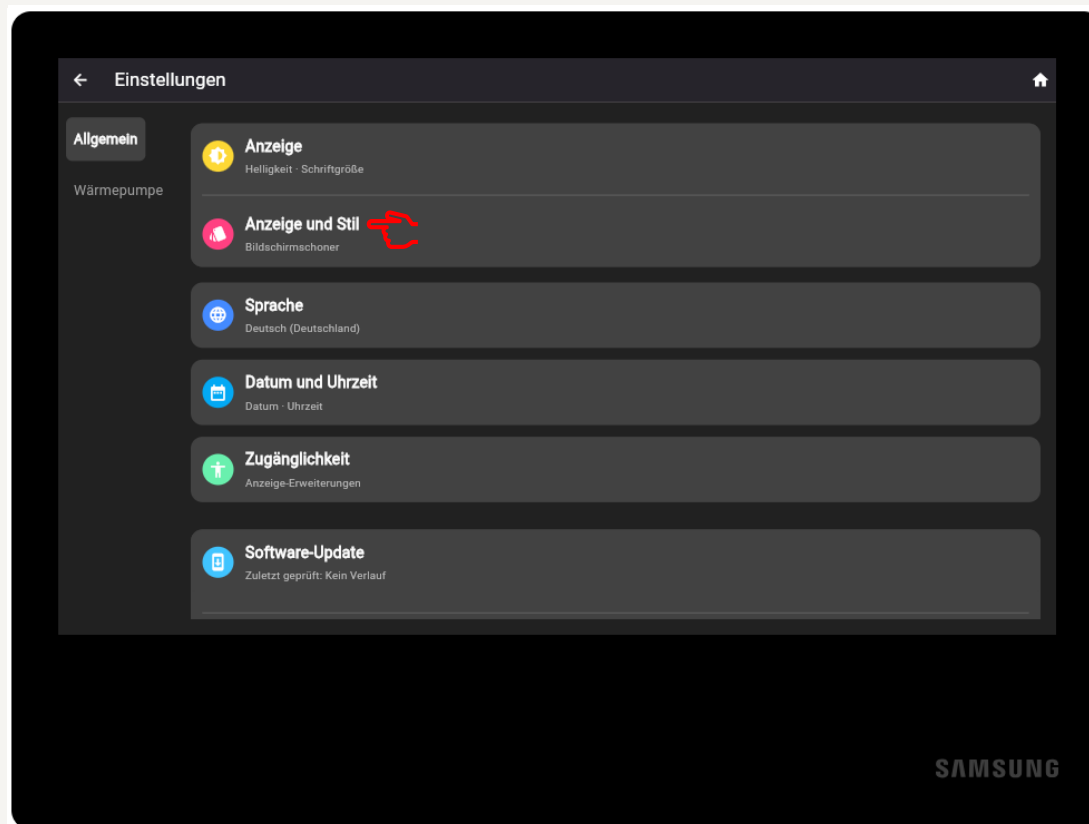 Einstellungen
Allgemein
Wärmepumpe
Anzeige
Helligkeit · Schriftgröße
Anzeige und Stil
Bildschirmschoner
Sprache
Deutsch (Deutschland)
Datum und Uhrzeit
Datum · Uhrzeit
Zugänglichkeit
Anzeige-Erweiterungen
Software-Update
Zuletzt geprüft: Kein Verlauf
SAMSUNG